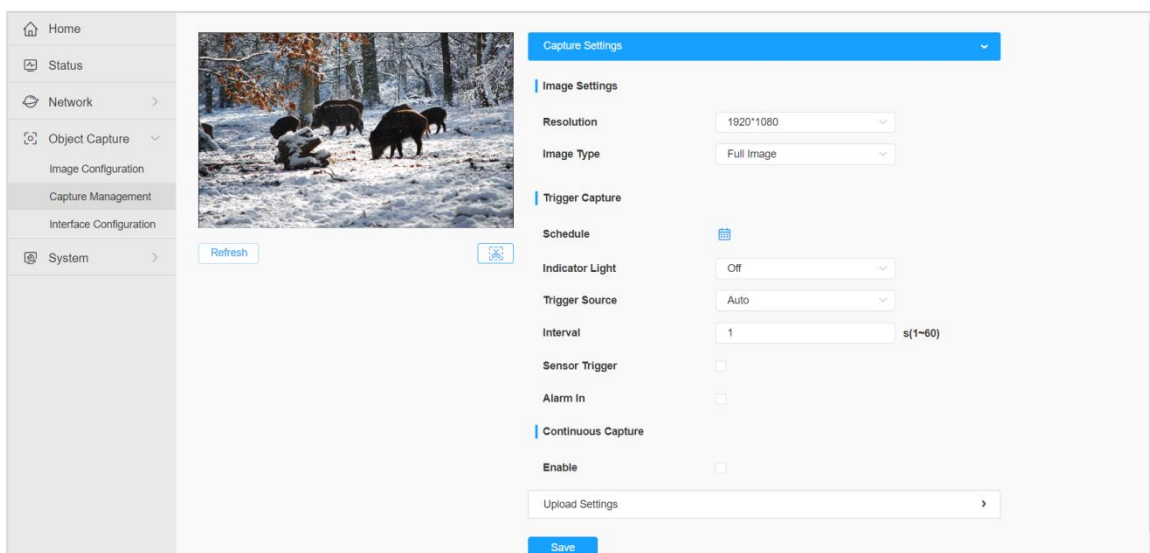 Home
Status
Network
Object Capture
Image Configuration
Capture Management
Interface Configuration
System
Refresh
Capture Settings
Image Settings
Resolution 1920*1080
Image Type Full Image
Trigger Capture
Schedule
Indicator Light Off
Trigger Source Auto
Interval 1 s(1~60)
Sensor Trigger
Alarm In
Continuous Capture
Enable
Upload Settings
Save